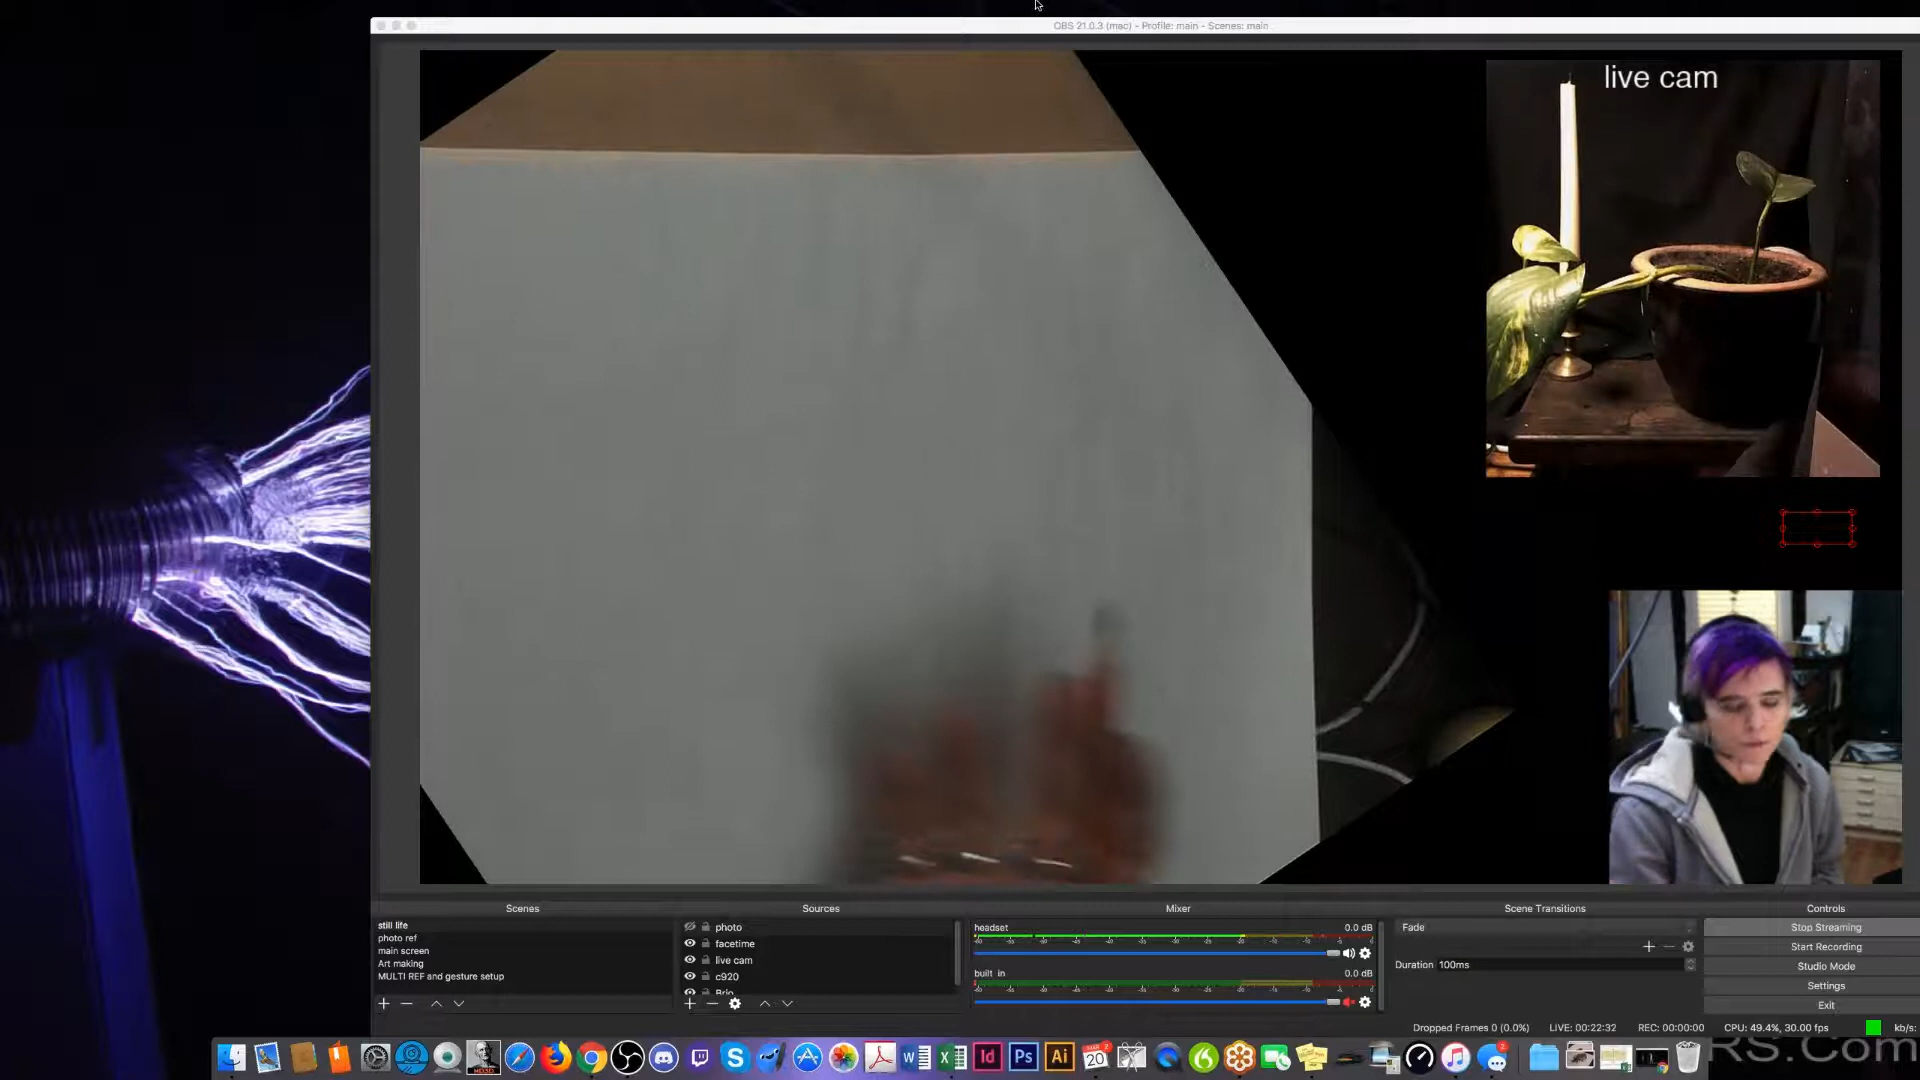 OBS 21.0.3 (mac) - Profile: main - Scenes: main
live cam
Scenes
Sources
Mixer
Scene Transitions
Controls
still life
photo ref
main screen
Art making
MULTI REF and gesture setup
photo
facetime
live cam
c920
Brio
headset
0.0 dB
built in
0.0 dB
Fade
Duration 100ms
Stop Streaming
Start Recording
Studio Mode
Settings
Exit
Dropped Frames 0 (0.0%)
LIVE: 00:22:32
REC: 00:00:00
CPU: 49.4%, 30.00 fps
kb/s:
RS.Com